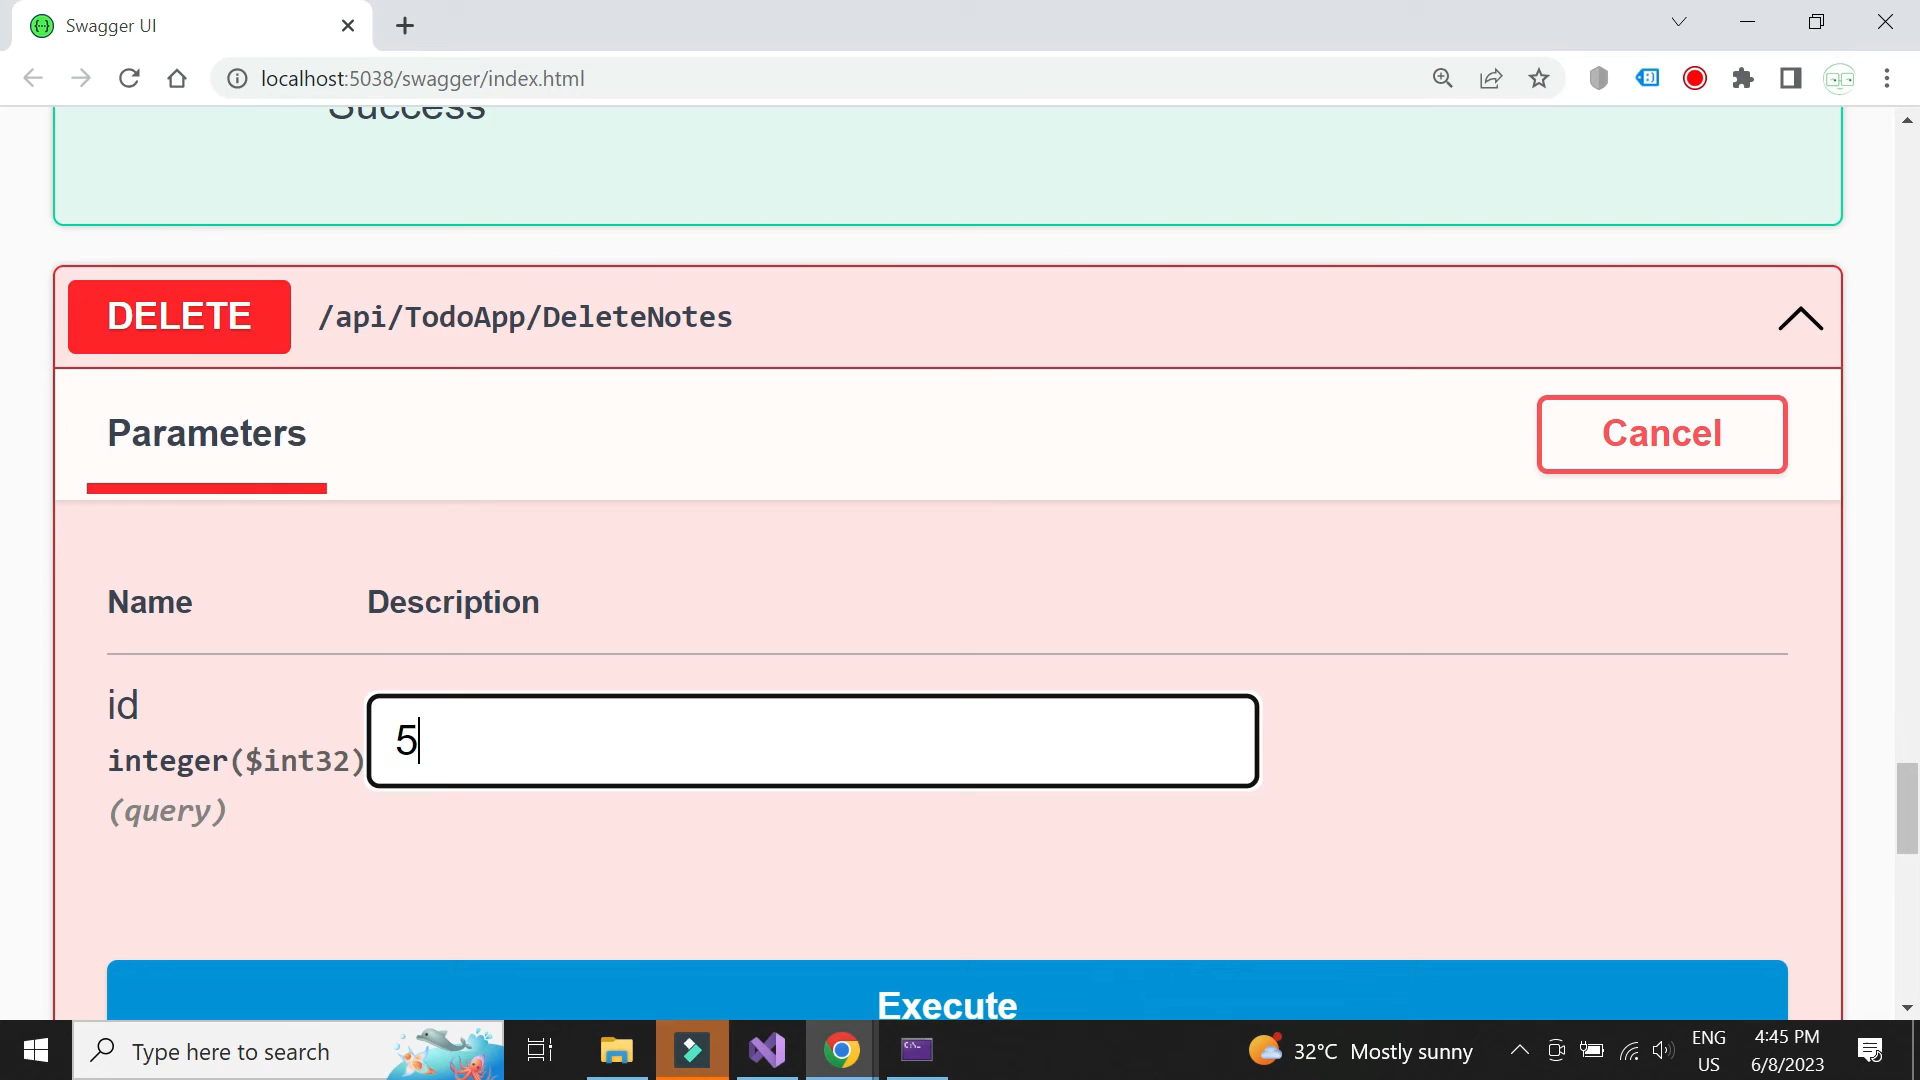 Swagger UI
localhost:5038/swagger/index.html
Success
DELETE /api/TodoApp/DeleteNotes
Parameters
Cancel
Name Description
id
integer($int32)
(query)
5
Execute
Type here to search
32°C Mostly sunny
ENG
US
4:45 PM
6/8/2023